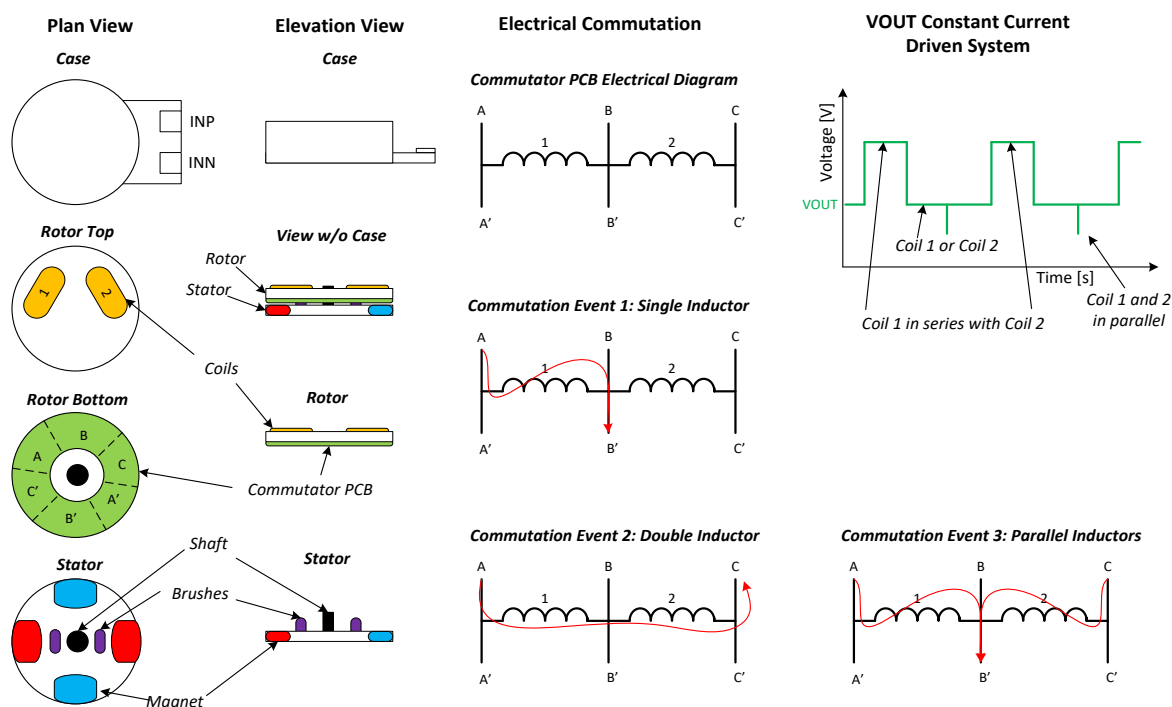 Plan View
Case
INP
INN
Rotor Top
1
2
Coils
Rotor Bottom
A
B
C
C’
B’
A’
Commutator PCB
Stator
Shaft
Brushes
Magnet
Elevation View
Case
View w/o Case
Rotor
Stator
Rotor
Stator
Electrical Commutation
Commutator PCB Electrical Diagram
A
B
C
1
2
A’
B’
C’
Commutation Event 1: Single Inductor
A
B
C
1
2
A’
B’
C’
Commutation Event 2: Double Inductor
A
B
C
1
2
A’
B’
C’
VOUT Constant Current
Driven System
Voltage [V]
VOUT
Coil 1 or Coil 2
Time [s]
Coil 1 in series with Coil 2
Coil 1 and 2
in parallel
Commutation Event 3: Parallel Inductors
A
B
C
1
2
A’
B’
C’